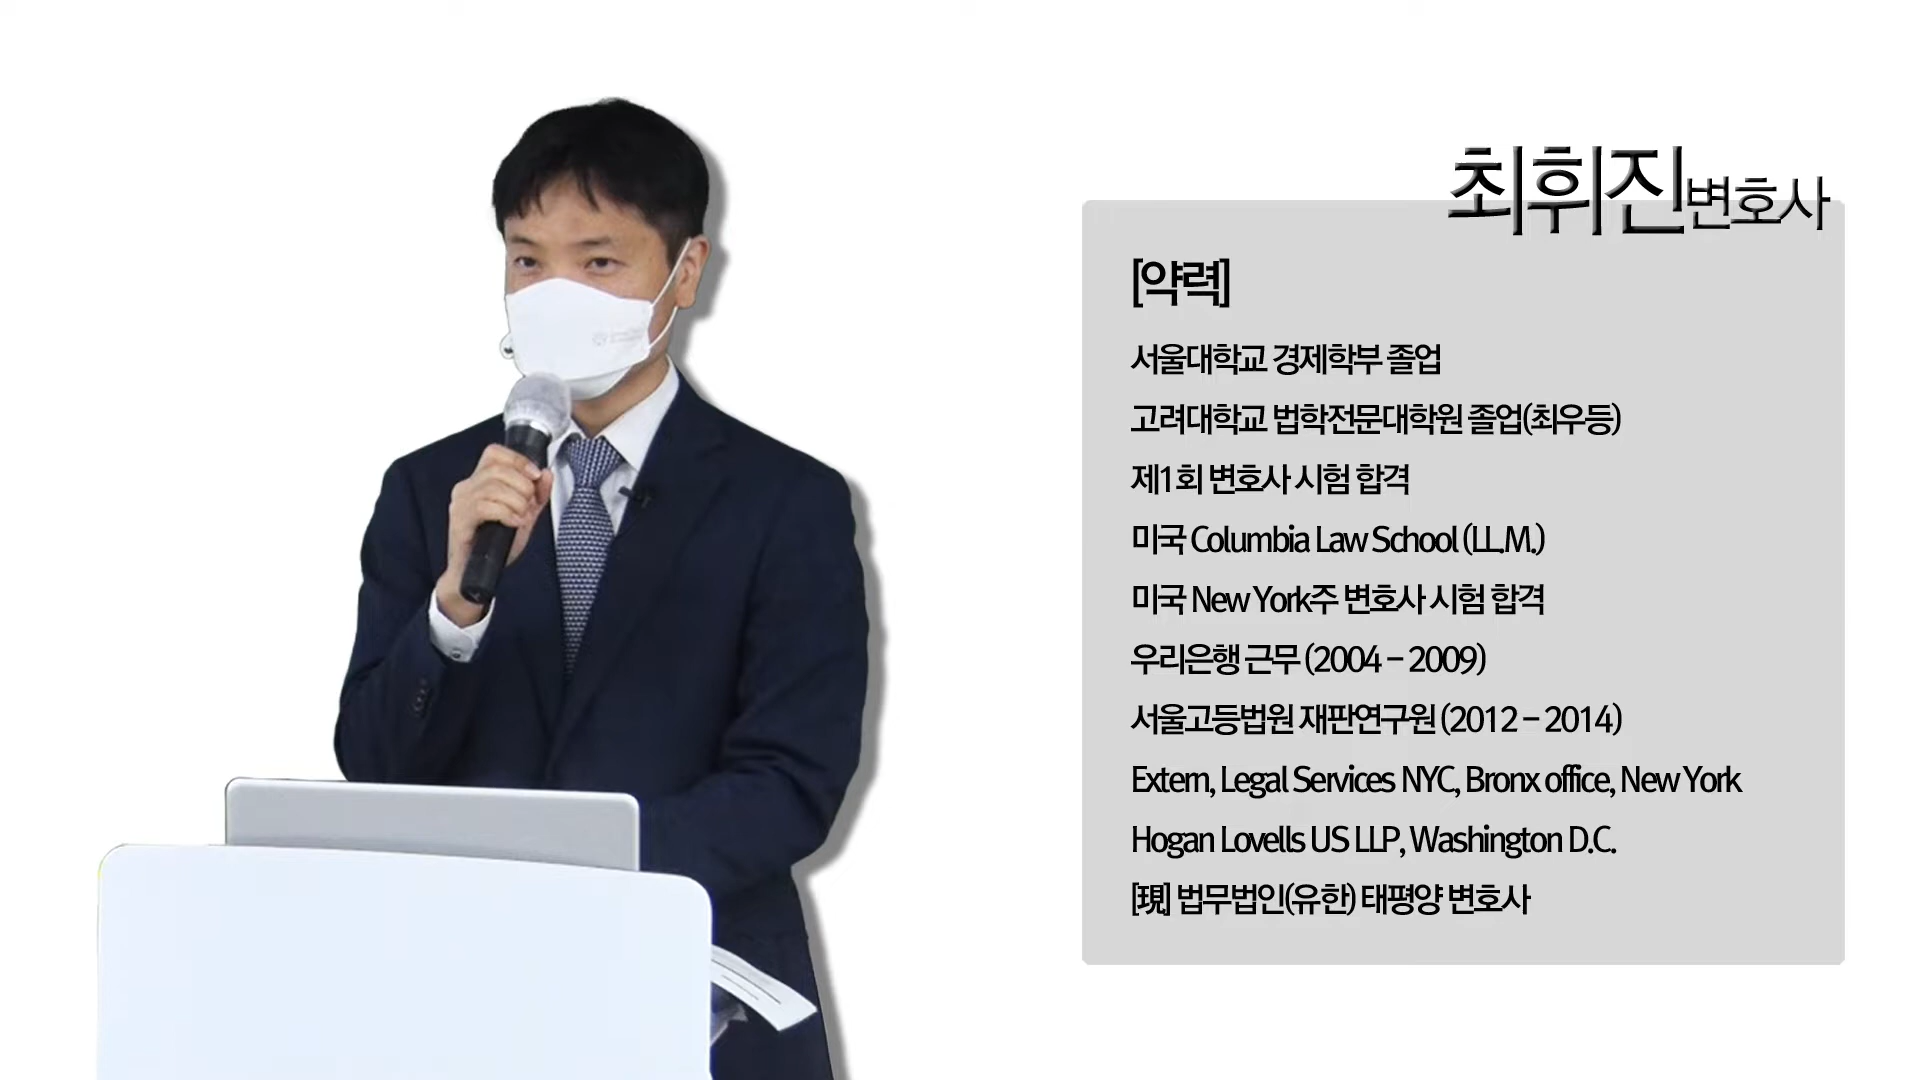 최휘진변호사
[약력]
서울대학교 경제학부 졸업
고려대학교 법학전문대학원 졸업(최우등)
제1회 변호사 시험 합격
미국 Columbia Law School (LL.M.)
미국 New York주 변호사 시험 합격
우리은행 근무 (2004 – 2009)
서울고등법원 재판연구원 (2012 – 2014)
Extern, Legal Services NYC, Bronx office, New York
Hogan Lovells US LLP, Washington D.C.
[現] 법무법인(유한) 태평양 변호사